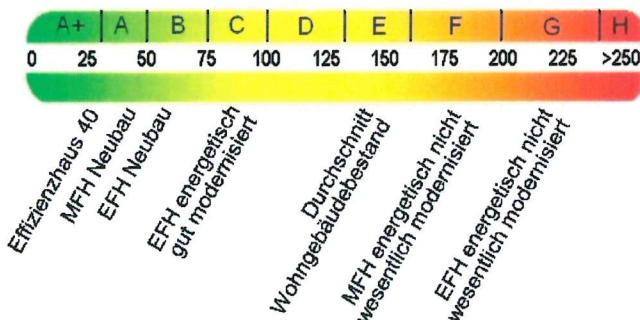 A+ A B C D E F G H
0 25 50 75 100 125 150 175 200 225 >250
Effizienzhaus 40
MFH Neubau
EFH Neubau
EFH energetisch
gut modernisiert
Durchschnitt
Wohngebäudebestand
MFH energetisch nicht
wesentlich modernisiert
EFH energetisch nicht
wesentlich modernisiert